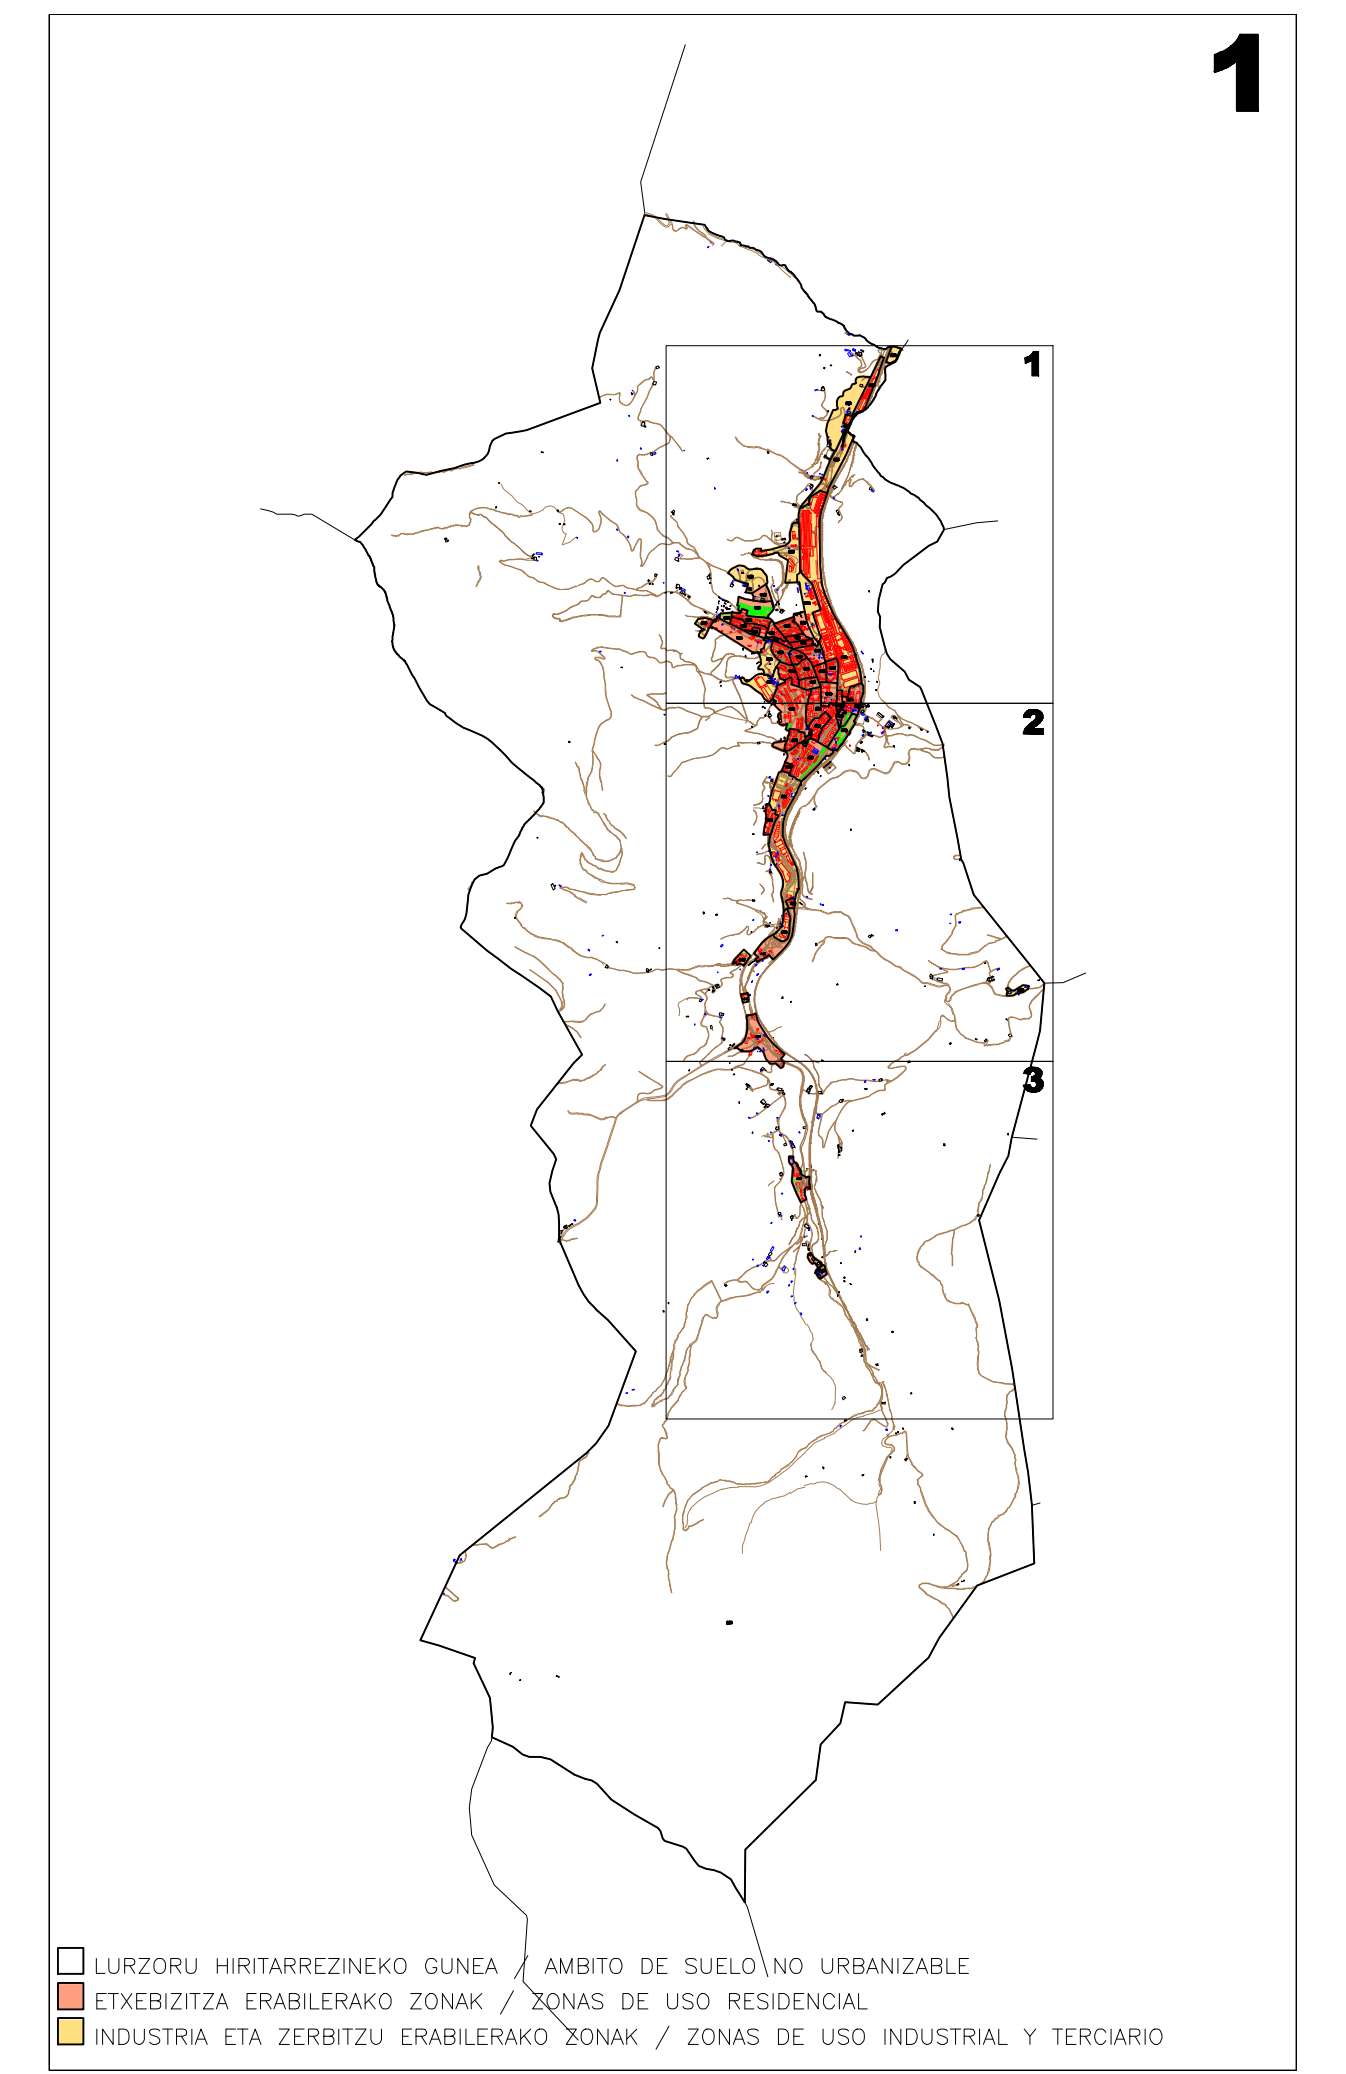 1
1
2
3
LURZORU HIRITARREZINEKO GUNEA / AMBITO DE SUELO NO URBANIZABLE
ETXEBIZITZA ERABILERAKO ZONAK / ZONAS DE USO RESIDENCIAL
INDUSTRIA ETA ZERBITZU ERABILERAKO ZONAK / ZONAS DE USO INDUSTRIAL Y TERCIARIO